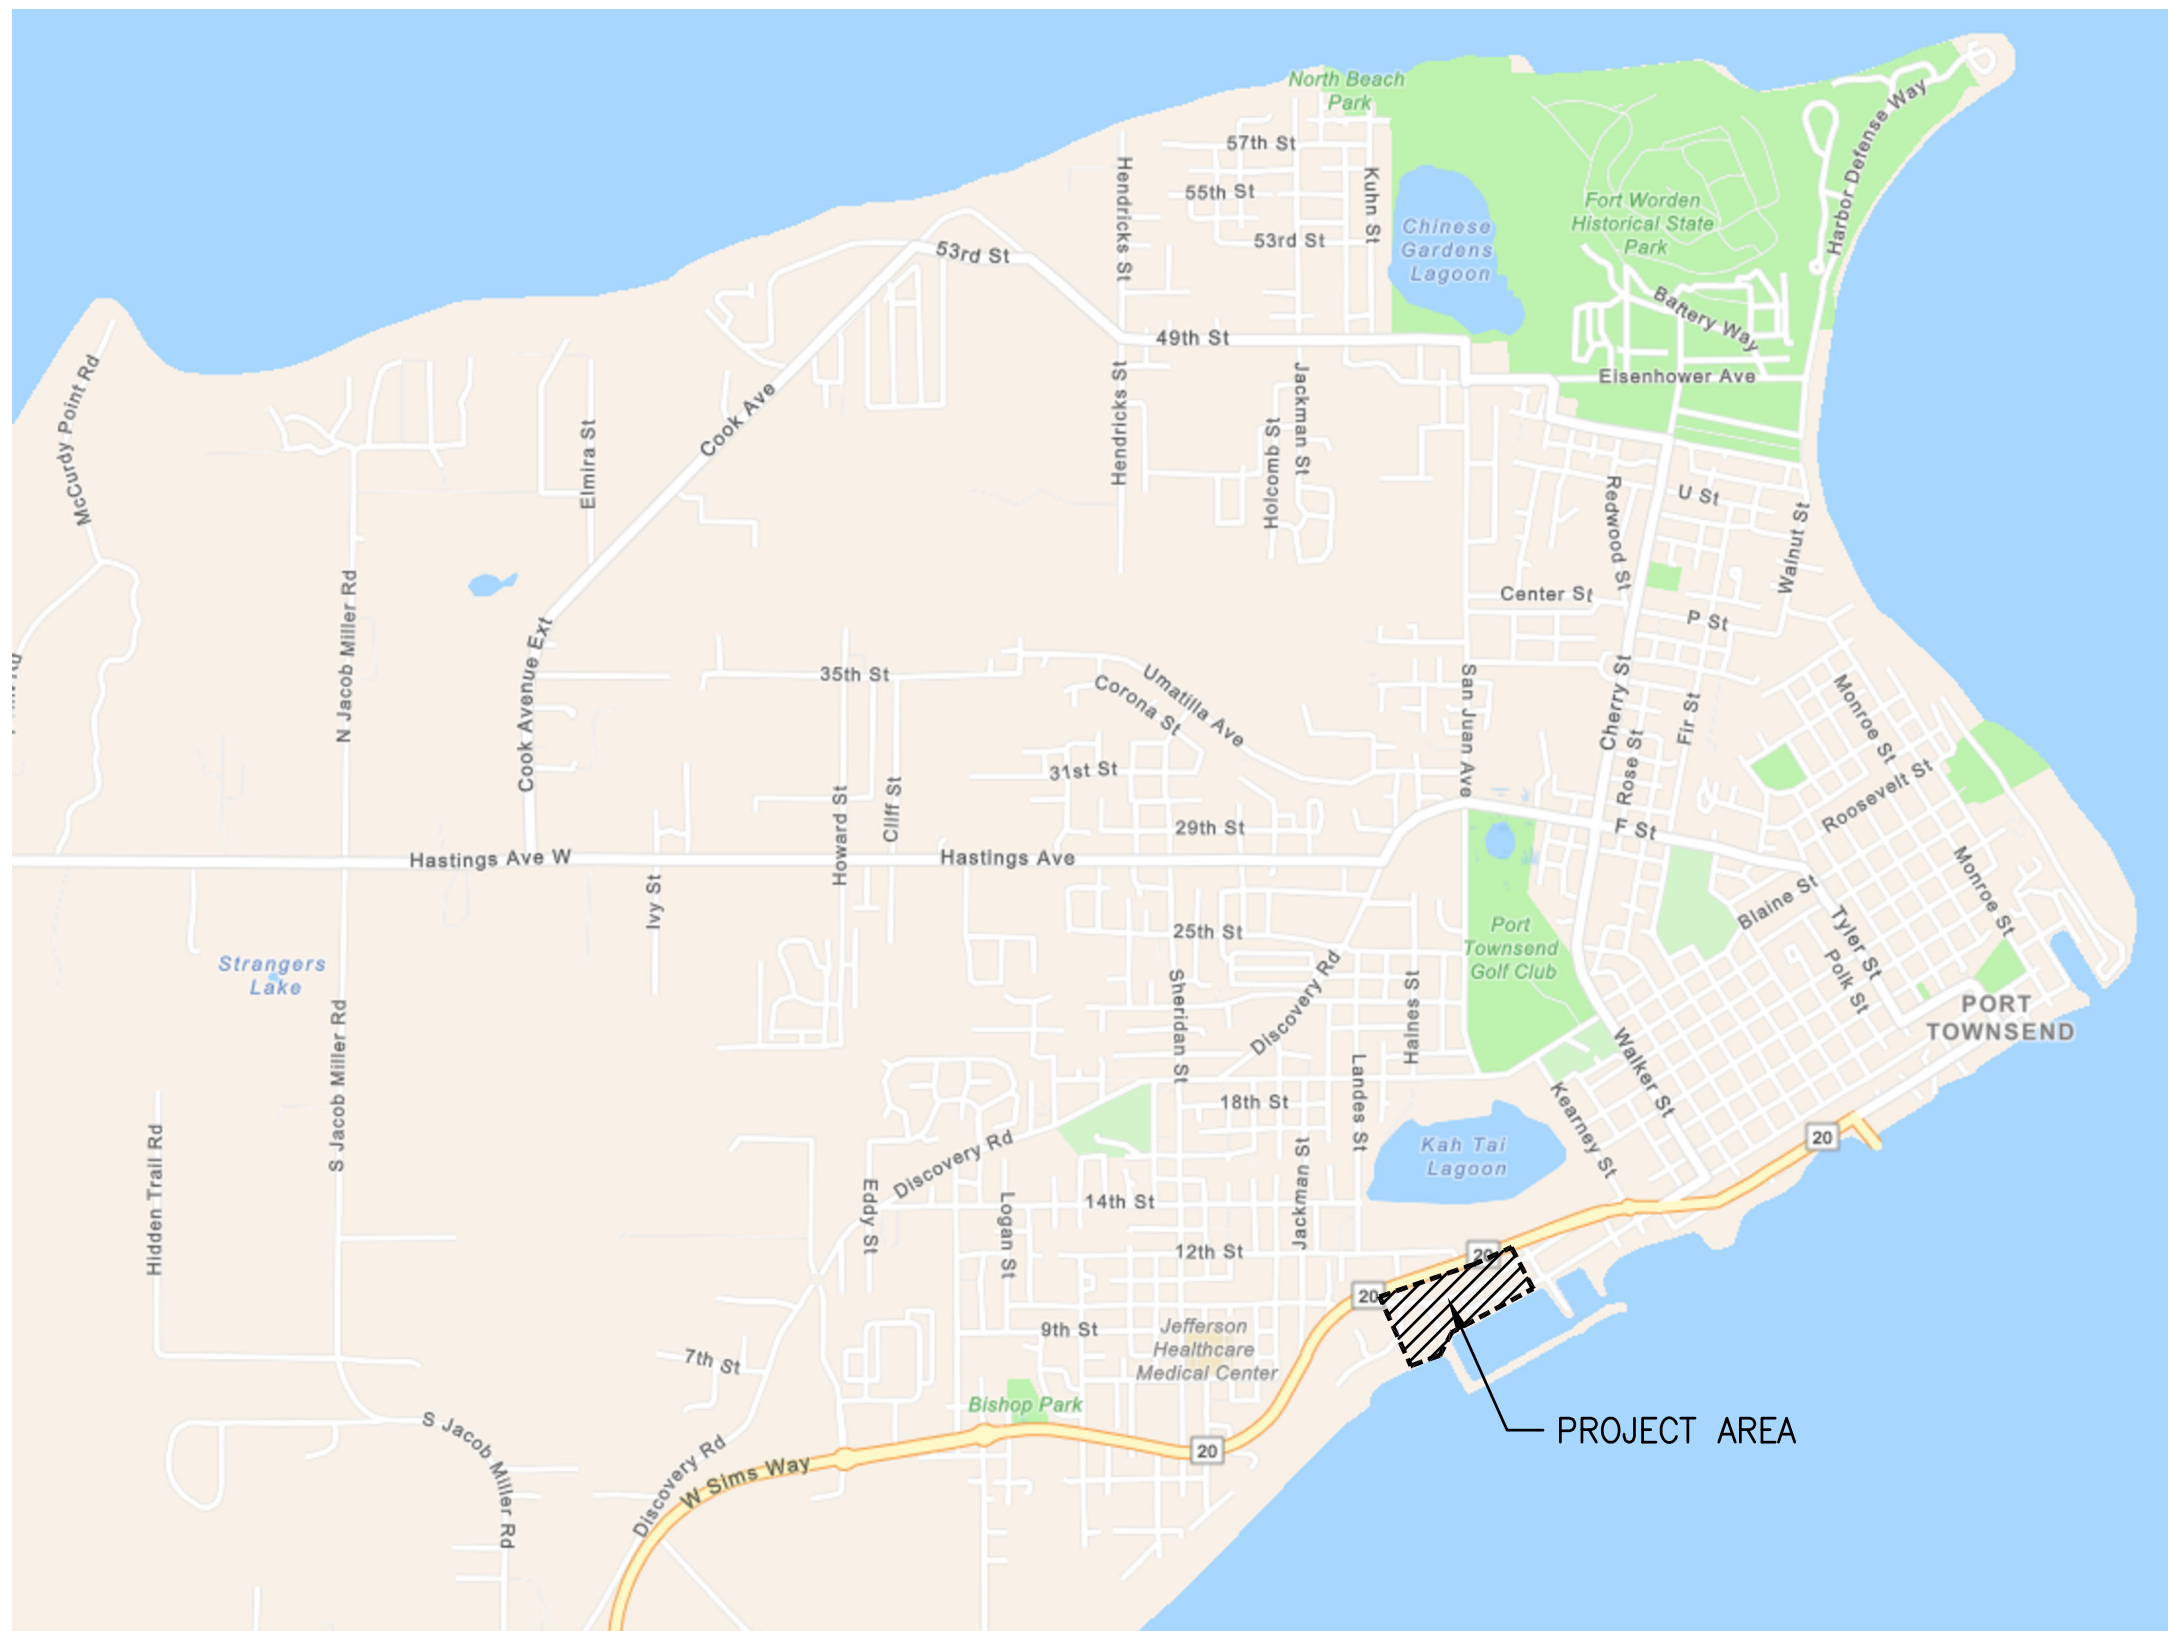 North Beach
Park
57th St
55th St
53rd St
Hendricks St
Kuhn St
Chinese
Gardens
Lagoon
Fort Worden
Historical State
Park
Harbor Defense Way
53rd St
Battery Way
49th St
Eisenhower Ave
McCurdy Point Rd
Cook Ave
Elmira St
Hendricks St
Jackman St
Holcomb St
Redwood St
U St
Walnut St
N Jacob Miller Rd
Center St
P St
Cook Avenue Ext
35th St
Umatilla Ave
Corona St
San Juan Ave
Cherry St
Rose St
Fir St
Monroe St
31st St
Roosevelt St
Howard St
Cliff St
29th St
F St
Hastings Ave W
Hastings Ave
Ivy St
Blaine St
Monroe St
Tyler St
Polk St
25th St
Port
Townsend
Golf Club
Strangers
Lake
Sheridan St
Discovery Rd
Haines St
PORT
TOWNSEND
S Jacob Miller Rd
Walker St
Landes St
18th St
Kearney St
Hidden Trail Rd
Discovery Rd
Kah Tai
Lagoon
20
Eddy St
Logan St
14th St
Jackman St
12th St
20
20
9th St
Jefferson
Healthcare
Medical Center
7th St
Bishop Park
S Jacob Miller Rd
PROJECT AREA
20
Discovery Rd
W Sims Way